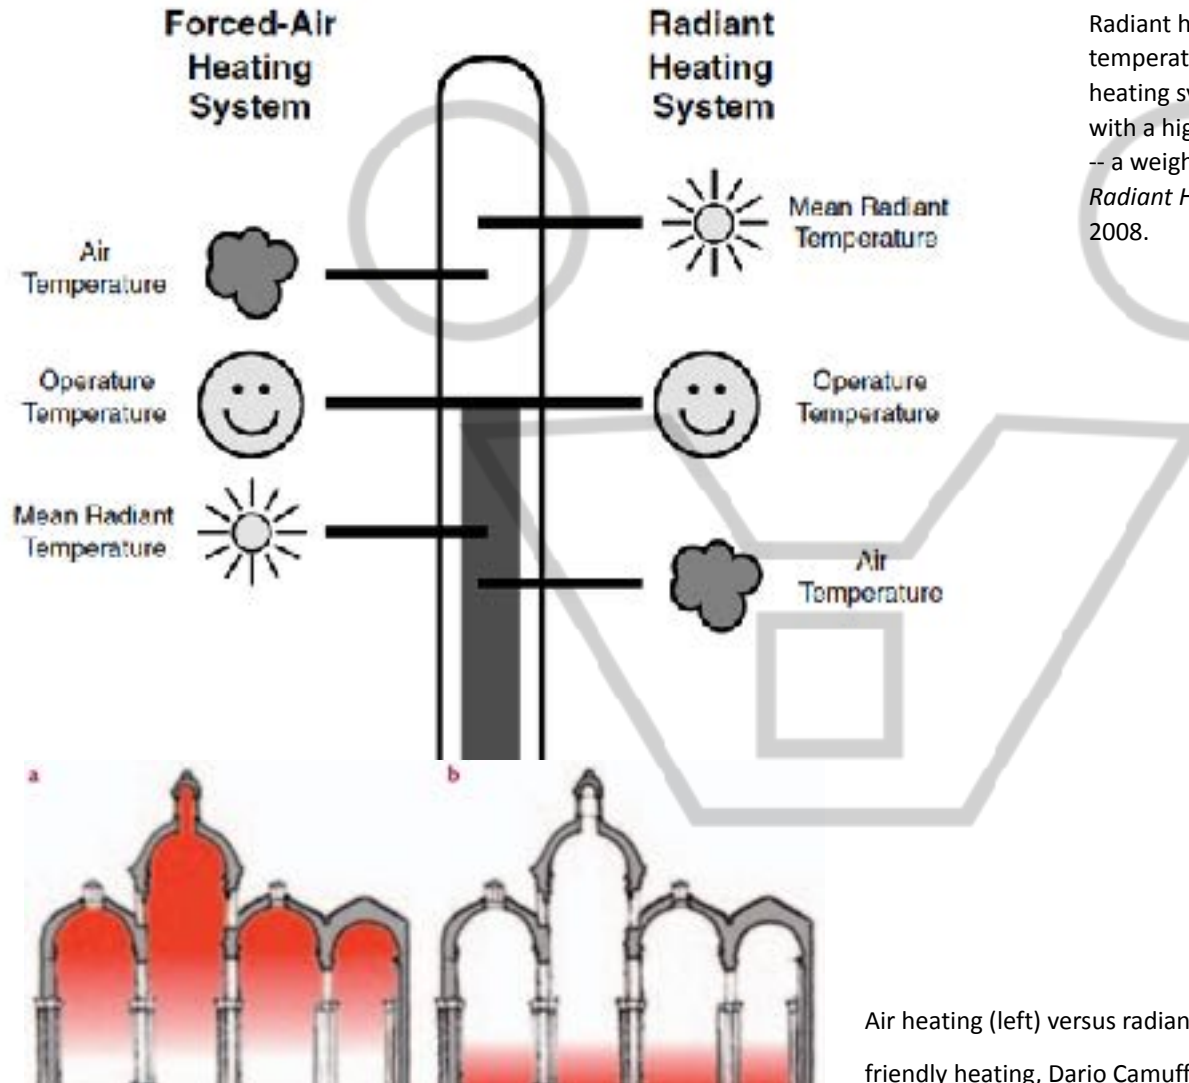 Forced-Air
Heating
System
Radiant
Heating
System
Air
Temperature
Operature
Temperature
Mean Radiant
Temperature
Mean Radiant
Temperature
Operature
Temperature
Air
Temperature
a
b
Radiant h
temperat
heating sy
with a hig
-- a weigh
Radiant H
2008.
Air heating (left) versus radian
friendly heating, Dario Camuff